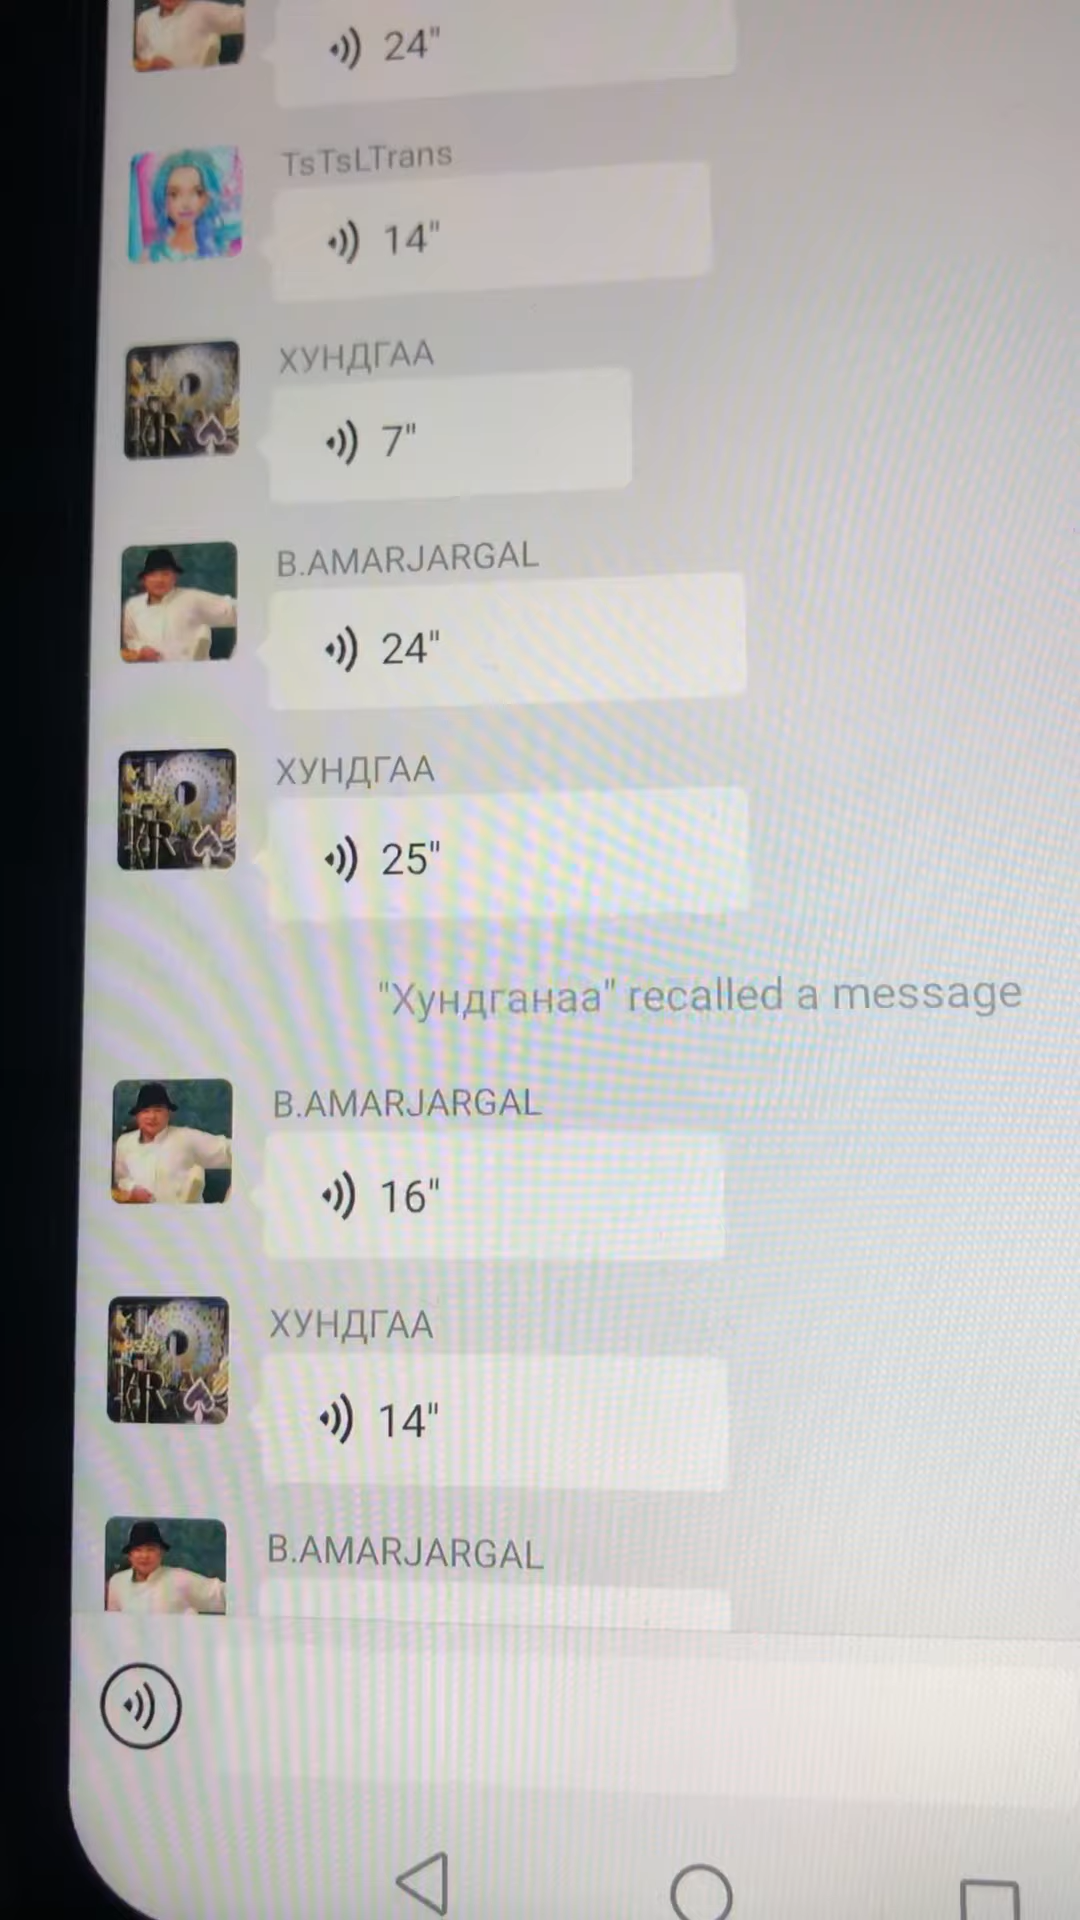 24"
TsTsLTrans
14"
ХУНДГАА
7"
B.AMARJARGAL
24"
ХУНДГАА
25"
"Хундганаа" recalled a message
B.AMARJARGAL
16"
ХУНДГАА
14"
B.AMARJARGAL